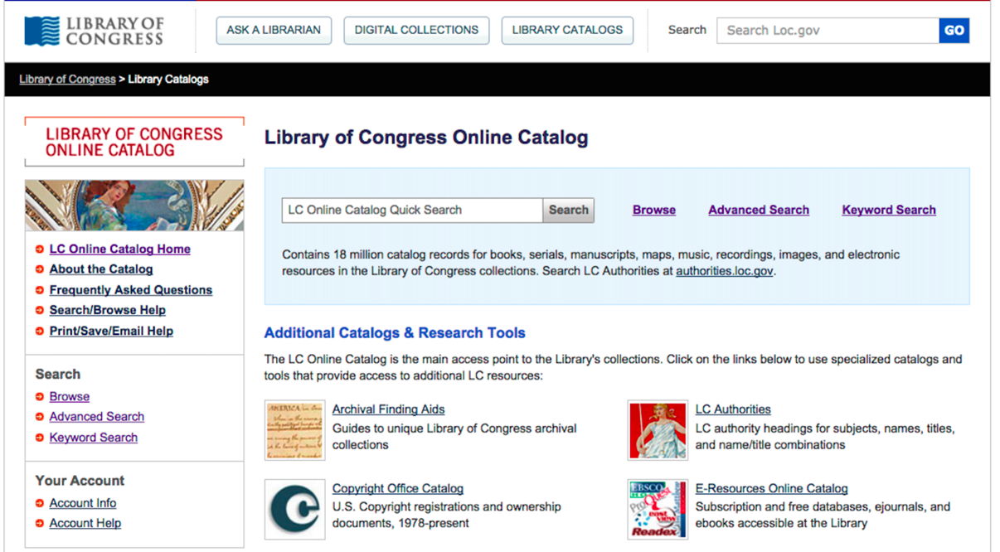 LIBRARY OF
CONGRESS
ASK A LIBRARIAN
DIGITAL COLLECTIONS
LIBRARY CATALOGS
Search
Search Loc.gov
GO
Library of Congress > Library Catalogs
LIBRARY OF CONGRESS
ONLINE CATALOG
LC Online Catalog Home
About the Catalog
Frequently Asked Questions
Search/Browse Help
Print/Save/Email Help
Search
Browse
Advanced Search
Keyword Search
Your Account
Account Info
Account Help
Library of Congress Online Catalog
LC Online Catalog Quick Search
Search
Browse
Advanced Search
Keyword Search
Contains 18 million catalog records for books, serials, manuscripts, maps, music, recordings, images, and electronic
resources in the Library of Congress collections. Search LC Authorities at authorities.loc.gov.
Additional Catalogs & Research Tools
The LC Online Catalog is the main access point to the Library's collections. Click on the links below to use specialized catalogs and
tools that provide access to additional LC resources:
Archival Finding Aids
Guides to unique Library of Congress archival
collections
LC Authorities
LC authority headings for subjects, names, titles,
and name/title combinations
Copyright Office Catalog
U.S. Copyright registrations and ownership
documents, 1978-present
EBSCO
ProQuest
east
view
Readex
E-Resources Online Catalog
Subscription and free databases, ejournals, and
ebooks accessible at the Library